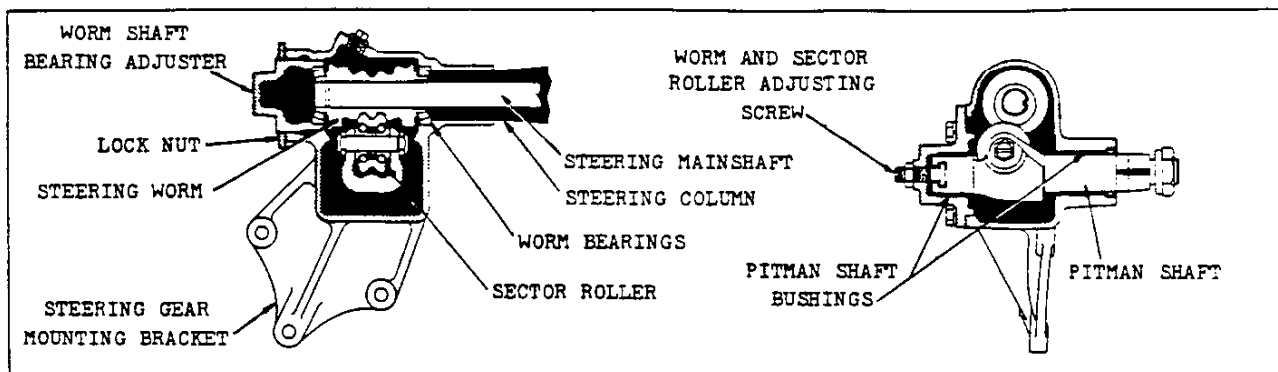 WORM SHAFT
BEARING ADJUSTER
LOCK NUT
STEERING WORM
STEERING GEAR
MOUNTING BRACKET
STEERING MAINSHAFT
STEERING COLUMN
WORM BEARINGS
SECTOR ROLLER
WORM AND SECTOR
ROLLER ADJUSTING
SCREW
PITMAN SHAFT
BUSHINGS
PITMAN SHAFT